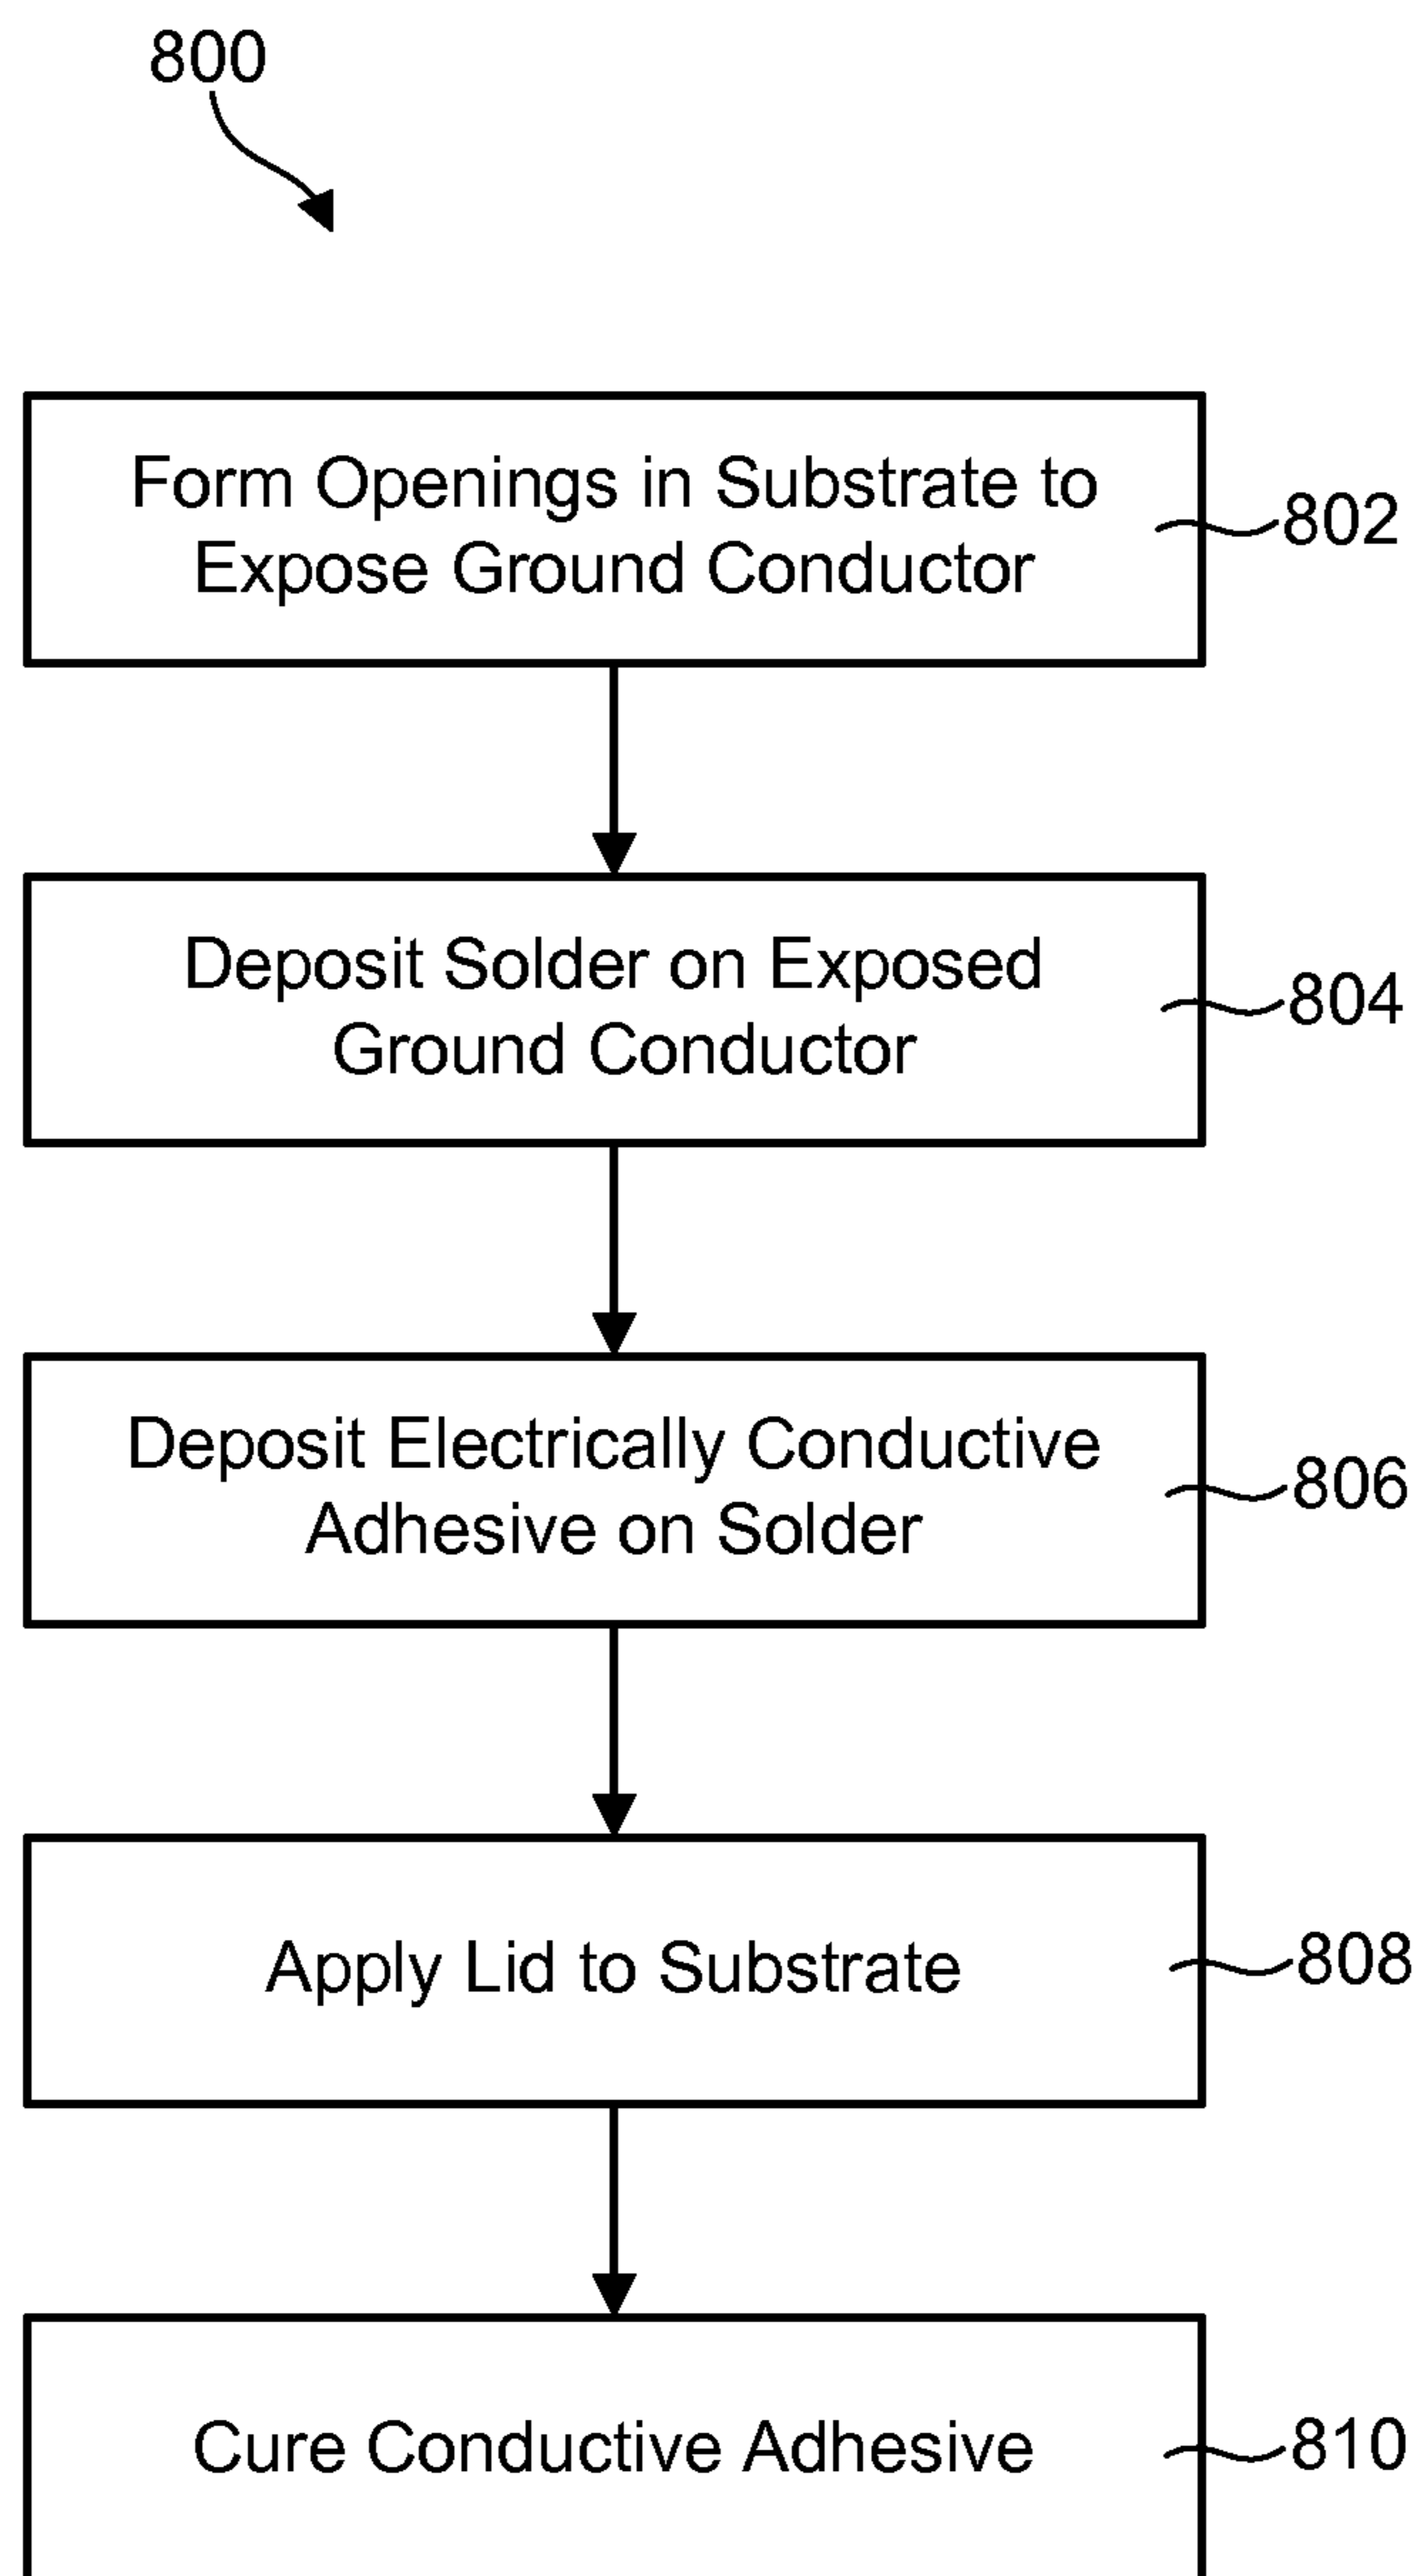 800
Form Openings in Substrate to
Expose Ground Conductor
802
Deposit Solder on Exposed
Ground Conductor
804
Deposit Electrically Conductive
Adhesive on Solder
806
Apply Lid to Substrate
808
Cure Conductive Adhesive
810